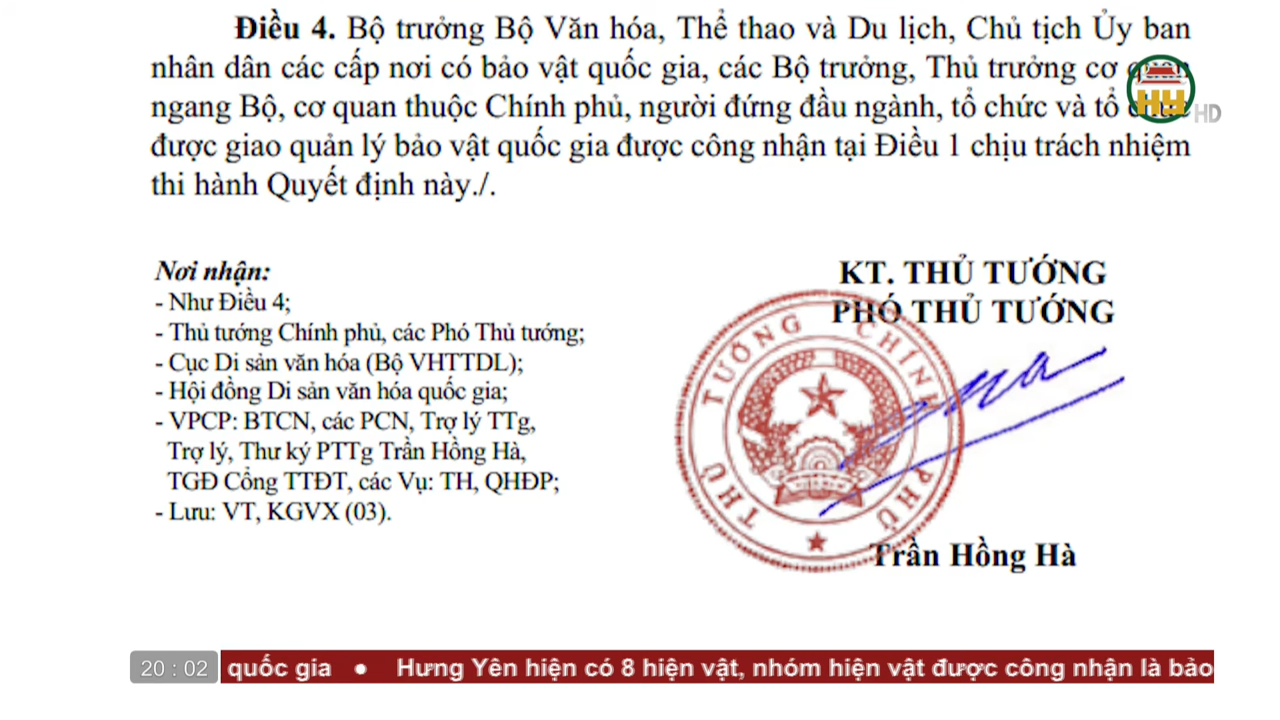 Điều 4. Bộ trưởng Bộ Văn hóa, Thể thao và Du lịch, Chủ tịch Ủy ban
nhân dân các cấp nơi có bảo vật quốc gia, các Bộ trưởng, Thủ trưởng cơ quan
ngang Bộ, cơ quan thuộc Chính phủ, người đứng đầu ngành, tổ chức và tổ chức
được giao quản lý bảo vật quốc gia được công nhận tại Điều 1 chịu trách nhiệm
thi hành Quyết định này./.
HY HD
Nơi nhận:
- Như Điều 4;
- Thủ tướng Chính phủ, các Phó Thủ tướng;
- Cục Di sản văn hóa (Bộ VHTTDL);
- Hội đồng Di sản văn hóa quốc gia;
- VPCP: BTCN, các PCN, Trợ lý TTg,
Trợ lý, Thư ký PTTg Trần Hồng Hà,
TGĐ Cổng TTĐT, các Vụ: TH, QHĐP;
- Lưu: VT, KGVX (03).
KT. THỦ TƯỚNG
PHÓ THỦ TƯỚNG
THỦ TƯỚNG CHÍNH PHỦ
Trần Hồng Hà
20 : 02 quốc gia ● Hưng Yên hiện có 8 hiện vật, nhóm hiện vật được công nhận là bảo